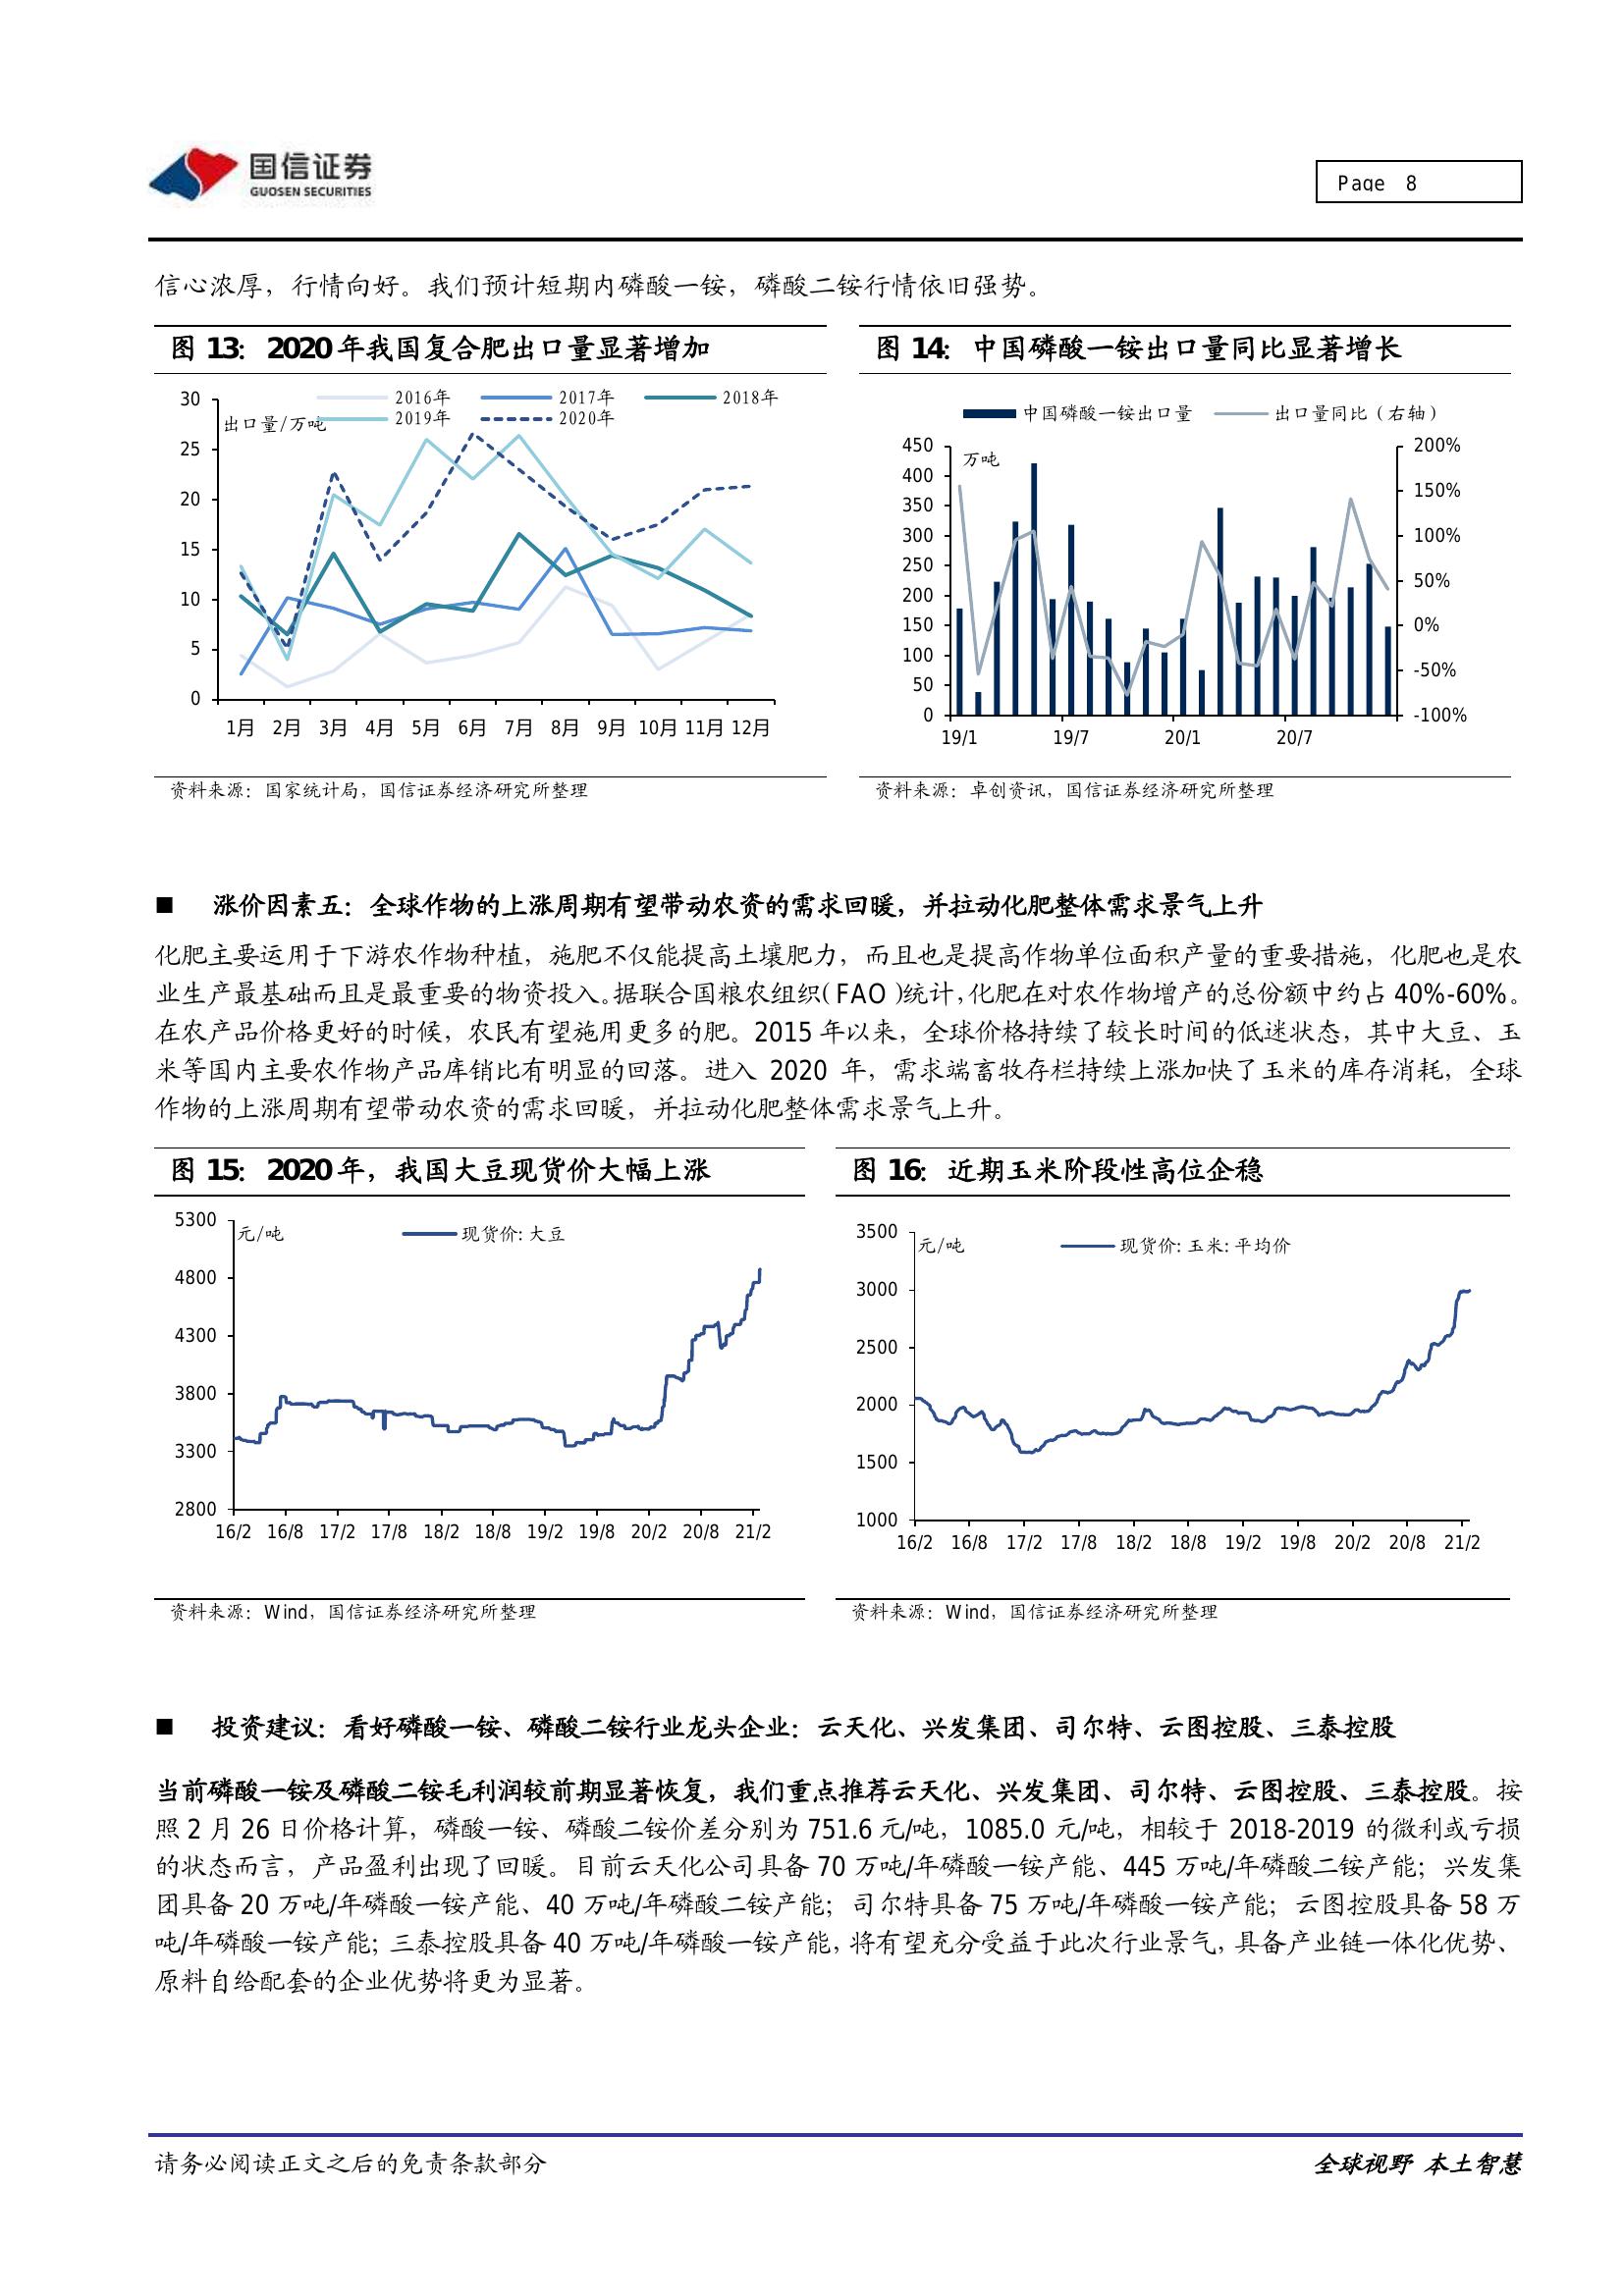 国信证券
GUOSEN SECURITIES
Page 8
信心浓厚，行情向好。我们预计短期内磷酸一铵，磷酸二铵行情依旧强势。
图 13：2020 年我国复合肥出口量显著增加
30
25
20
15
10
5
0
出口量/万吨
2016年 2017年 2018年
2019年 2020年
1月 2月 3月 4月 5月 6月 7月 8月 9月 10月 11月 12月
资料来源：国家统计局，国信证券经济研究所整理
图 14：中国磷酸一铵出口量同比显著增长
中国磷酸一铵出口量 出口量同比（右轴）
万吨
450
400
350
300
250
200
150
100
50
0
200%
150%
100%
50%
0%
-50%
-100%
19/1 19/7 20/1 20/7
资料来源：卓创资讯，国信证券经济研究所整理
■ 涨价因素五：全球作物的上涨周期有望带动农资的需求回暖，并拉动化肥整体需求景气上升
化肥主要运用于下游农作物种植，施肥不仅能提高土壤肥力，而且也是提高作物单位面积产量的重要措施，化肥也是农
业生产最基础而且是最重要的物资投入。据联合国粮农组织（FAO）统计，化肥在对农作物增产的总份额中约占 40%-60%。
在农产品价格更好的时候，农民有望施用更多的肥。2015 年以来，全球价格持续了较长时间的低迷状态，其中大豆、玉
米等国内主要农作物产品库销比有明显的回落。进入 2020 年，需求端畜牧存栏持续上涨加快了玉米的库存消耗，全球
作物的上涨周期有望带动农资的需求回暖，并拉动化肥整体需求景气上升。
图 15：2020 年，我国大豆现货价大幅上涨
5300
4800
4300
3800
3300
2800
元/吨
现货价:大豆
16/2 16/8 17/2 17/8 18/2 18/8 19/2 19/8 20/2 20/8 21/2
资料来源：Wind，国信证券经济研究所整理
图 16：近期玉米阶段性高位企稳
3500
3000
2500
2000
1500
1000
元/吨
现货价:玉米:平均价
16/2 16/8 17/2 17/8 18/2 18/8 19/2 19/8 20/2 20/8 21/2
资料来源：Wind，国信证券经济研究所整理
■ 投资建议：看好磷酸一铵、磷酸二铵行业龙头企业：云天化、兴发集团、司尔特、云图控股、三泰控股
当前磷酸一铵及磷酸二铵毛利润较前期显著恢复，我们重点推荐云天化、兴发集团、司尔特、云图控股、三泰控股。按
照 2 月 26 日价格计算，磷酸一铵、磷酸二铵价差分别为 751.6 元/吨，1085.0 元/吨，相较于 2018-2019 的微利或亏损
的状态而言，产品盈利出现了回暖。目前云天化公司具备 70 万吨/年磷酸一铵产能、445 万吨/年磷酸二铵产能；兴发集
团具备 20 万吨/年磷酸一铵产能、40 万吨/年磷酸二铵产能；司尔特具备 75 万吨/年磷酸一铵产能；云图控股具备 58 万
吨/年磷酸一铵产能；三泰控股具备 40 万吨/年磷酸一铵产能，将有望充分受益于此次行业景气，具备产业链一体化优势、
原料自给配套的企业优势将更为显著。
请务必阅读正文之后的免责条款部分
全球视野 本土智慧